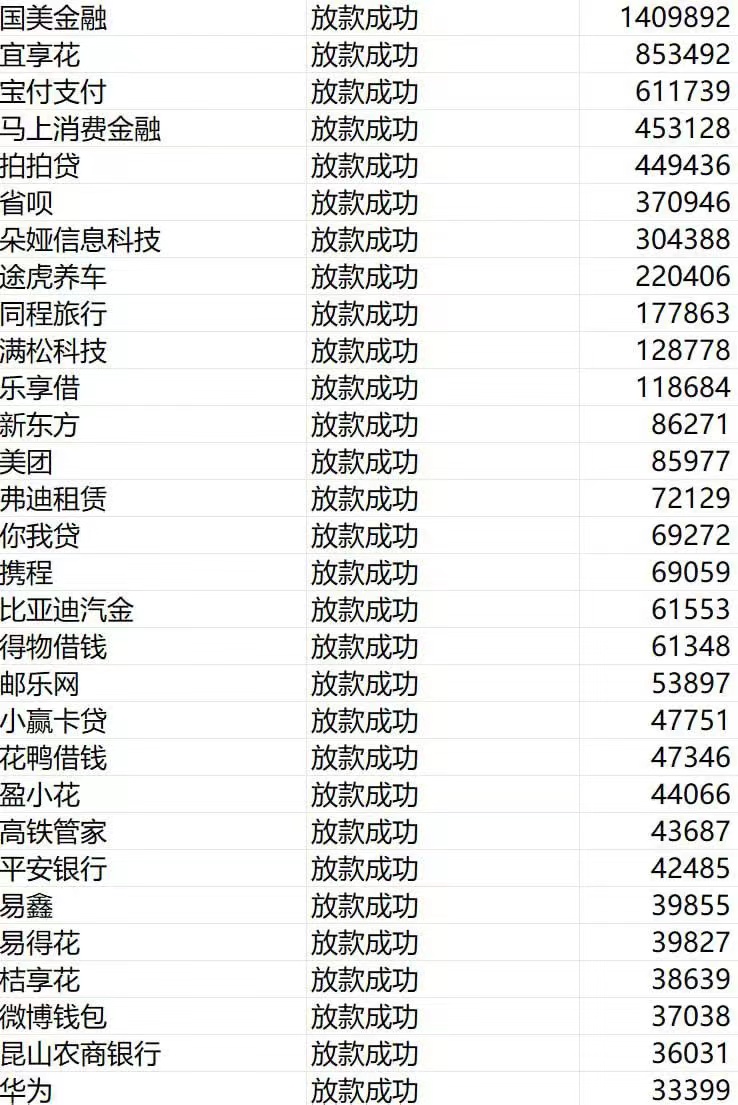 国美金融 放款成功 1409892
宜享花 放款成功 853492
宝付支付 放款成功 611739
马上消费金融 放款成功 453128
拍拍贷 放款成功 449436
省呗 放款成功 370946
朵娅信息科技 放款成功 304388
途虎养车 放款成功 220406
同程旅行 放款成功 177863
满松科技 放款成功 128778
乐享借 放款成功 118684
新东方 放款成功 86271
美团 放款成功 85977
弗迪租赁 放款成功 72129
你我贷 放款成功 69272
携程 放款成功 69059
比亚迪汽金 放款成功 61553
得物借钱 放款成功 61348
邮乐网 放款成功 53897
小赢卡贷 放款成功 47751
花鸭借钱 放款成功 47346
盈小花 放款成功 44066
高铁管家 放款成功 43687
平安银行 放款成功 42485
易鑫 放款成功 39855
易得花 放款成功 39827
桔享花 放款成功 38639
微博钱包 放款成功 37038
昆山农商银行 放款成功 36031
华为 放款成功 33399